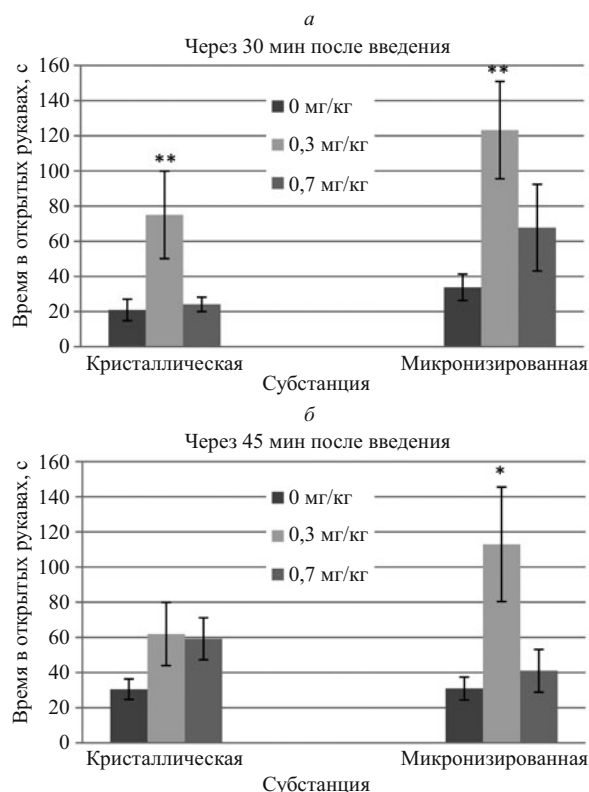 а
Через 30 мин после введения
Время в открытых рукавах, с
160
140
120
100
80
60
40
20
0
**
**
0 мг/кг
0,3 мг/кг
0,7 мг/кг
Кристаллическая
Микронизированная
Субстанция
б
Через 45 мин после введения
Время в открытых рукавах, с
160
140
120
100
80
60
40
20
0
*
0 мг/кг
0,3 мг/кг
0,7 мг/кг
Кристаллическая
Микронизированная
Субстанция